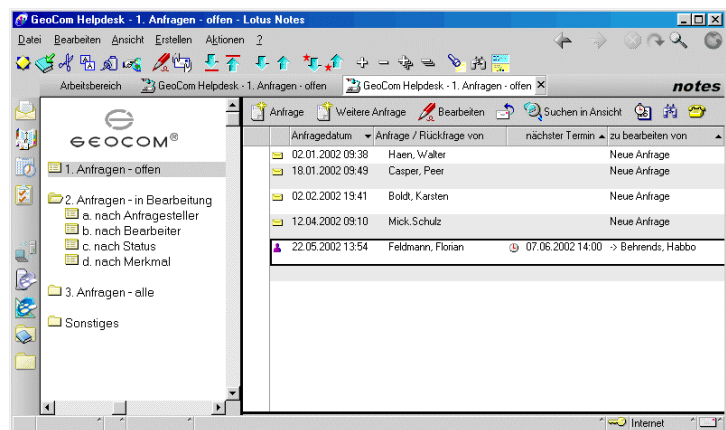 GeoCom Helpdesk - 1. Anfragen - offen - Lotus Notes
Datei Bearbeiten Ansicht Erstellen Aktionen ?
Arbeitsbereich GeoCom Helpdesk - 1. Anfragen - offen GeoCom Helpdesk - 1. Anfragen - offen notes
Anfrage Weitere Anfrage Bearbeiten Suchen in Ansicht
GEOCOM®
1. Anfragen - offen
2. Anfragen - in Bearbeitung
a. nach Anfragesteller
b. nach Bearbeiter
c. nach Status
d. nach Merkmal
3. Anfragen - alle
Sonstiges
Anfragedatum Anfrage / Rückfrage von nächster Termin zu bearbeiten von
02.01.2002 09:38 Haen, Walter Neue Anfrage
18.01.2002 09:49 Casper, Peer Neue Anfrage
02.02.2002 19:41 Boldt, Karsten Neue Anfrage
12.04.2002 09:10 Mick.Schulz Neue Anfrage
22.05.2002 13:54 Feldmann, Florian 07.06.2002 14:00 -> Behrends, Habbo
Internet